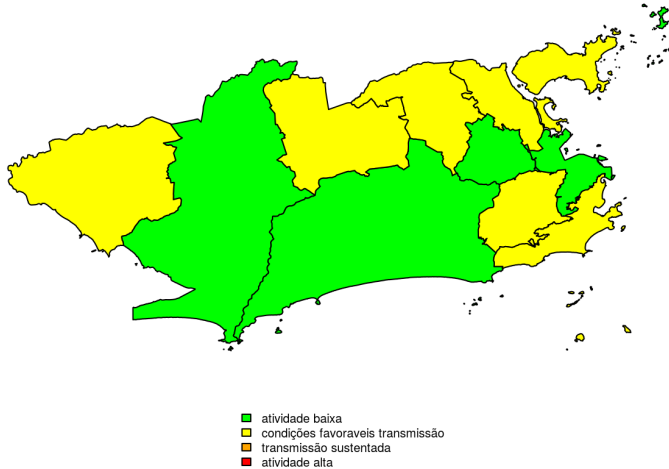 atividade baixa
condições favoraveis transmissão
transmissão sustentada
atividade alta